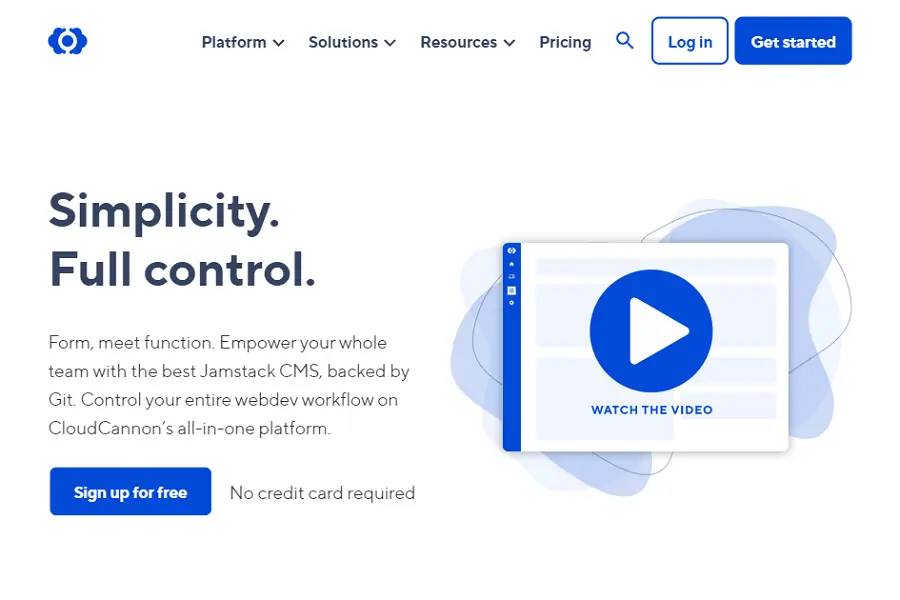 Platform Solutions Resources Pricing Log in Get started
Simplicity.
Full control.
Form, meet function. Empower your whole
team with the best Jamstack CMS, backed by
Git. Control your entire webdev workflow on
CloudCannon’s all-in-one platform.
Sign up for free No credit card required
WATCH THE VIDEO